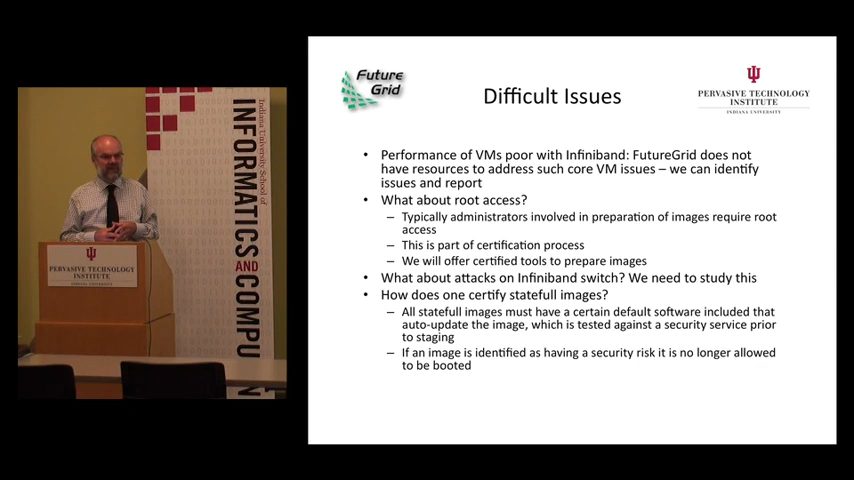 Future
Grid
Difficult Issues
PERVASIVE TECHNOLOGY
INSTITUTE
INDIANA UNIVERSITY
• Performance of VMs poor with Infiniband: FutureGrid does not
have resources to address such core VM issues – we can identify
issues and report
• What about root access?
– Typically administrators involved in preparation of images require root
access
– This is part of certification process
– We will offer certified tools to prepare images
• What about attacks on Infiniband switch? We need to study this
• How does one certify statefull images?
– All statefull images must have a certain default software included that
auto-update the image, which is tested against a security service prior
to staging
– If an image is identified as having a security risk it is no longer allowed
to be booted
Indiana University School of
INFORMATICS AND COMPU
PERVASIVE TECHNOLOGY
INSTITUTE
INDIANA UNIVERSITY